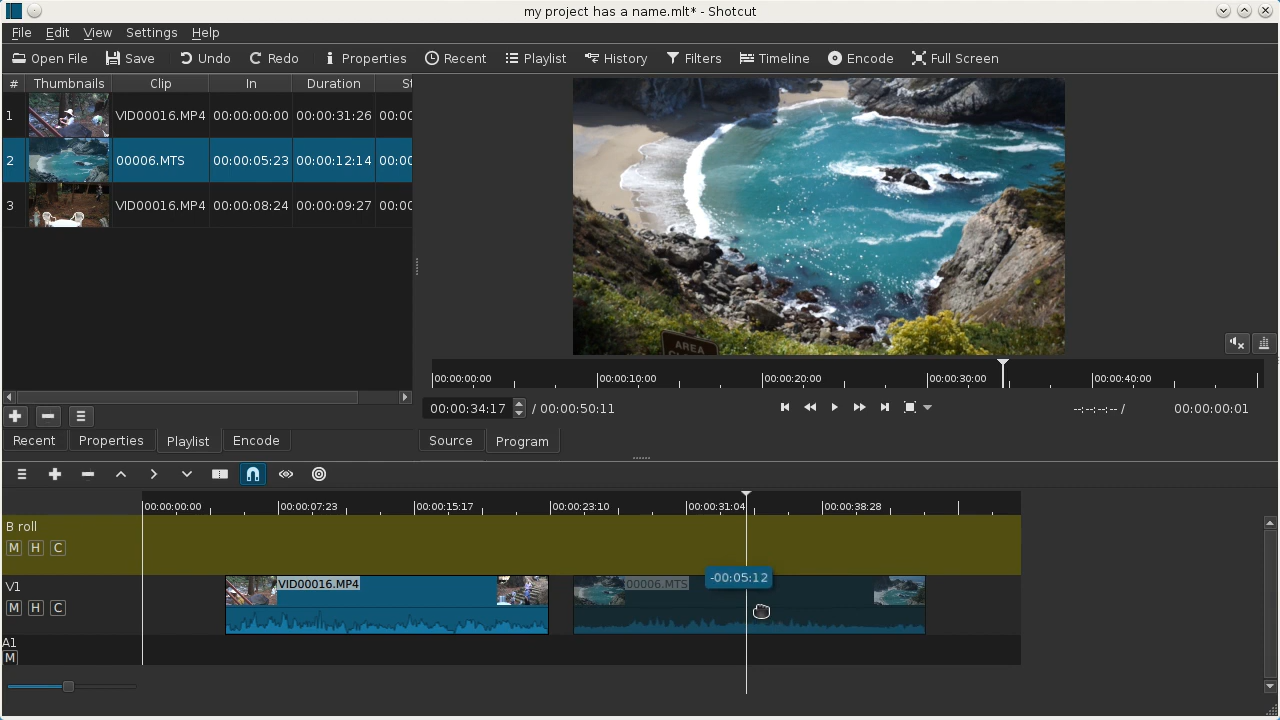 my project has a name.mlt* - Shotcut
File Edit View Settings Help
Open File Save Undo Redo Properties Recent Playlist History Filters Timeline Encode Full Screen
# Thumbnails Clip In Duration St
1 VID00016.MP4 00:00:00:00 00:00:31:26 00:00
2 00006.MTS 00:00:05:23 00:00:12:14 00:00
3 VID00016.MP4 00:00:08:24 00:00:09:27 00:00
AREA
00:00:00:00 00:00:10:00 00:00:20:00 00:00:30:00 00:00:40:00
00:00:34:17 / 00:00:50:11 --:--:--:-- / 00:00:00:01
Recent Properties Playlist Encode
Source Program
00:00:00:00 00:00:07:23 00:00:15:17 00:00:23:10 00:00:31:04 00:00:38:28
B roll
M H C
V1
M H C
VID00016.MP4 00006.MTS
-00:05:12
A1
M